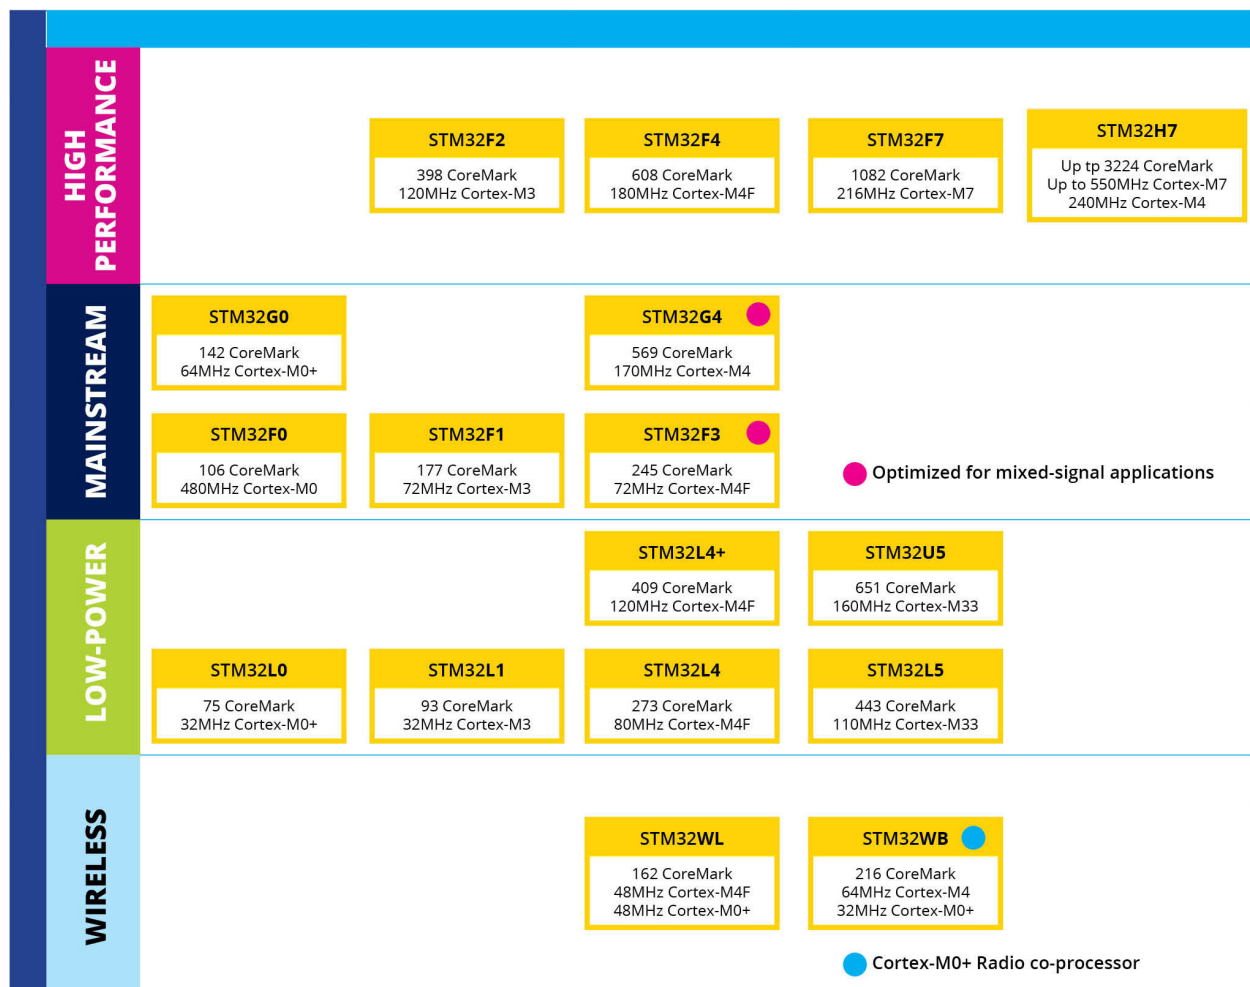 HIGH
PERFORMANCE
STM32F2
398 CoreMark
120MHz Cortex-M3
STM32F4
608 CoreMark
180MHz Cortex-M4F
STM32F7
1082 CoreMark
216MHz Cortex-M7
STM32H7
Up tp 3224 CoreMark
Up to 550MHz Cortex-M7
240MHz Cortex-M4
MAINSTREAM
STM32G0
142 CoreMark
64MHz Cortex-M0+
STM32G4
569 CoreMark
170MHz Cortex-M4
STM32F0
106 CoreMark
480MHz Cortex-M0
STM32F1
177 CoreMark
72MHz Cortex-M3
STM32F3
245 CoreMark
72MHz Cortex-M4F
Optimized for mixed-signal applications
LOW-POWER
STM32L4+
409 CoreMark
120MHz Cortex-M4F
STM32U5
651 CoreMark
160MHz Cortex-M33
STM32L0
75 CoreMark
32MHz Cortex-M0+
STM32L1
93 CoreMark
32MHz Cortex-M3
STM32L4
273 CoreMark
80MHz Cortex-M4F
STM32L5
443 CoreMark
110MHz Cortex-M33
WIRELESS
STM32WL
162 CoreMark
48MHz Cortex-M4F
48MHz Cortex-M0+
STM32WB
216 CoreMark
64MHz Cortex-M4
32MHz Cortex-M0+
Cortex-M0+ Radio co-processor